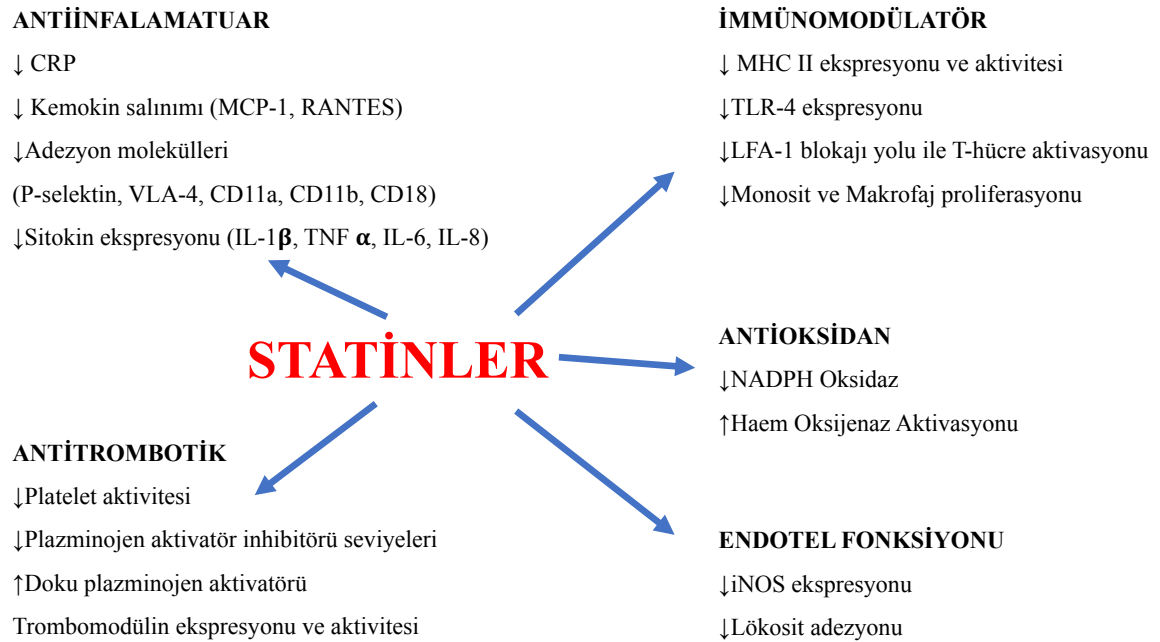 ANTİİNFALAMATUAR
↓ CRP
↓ Kemokin salınımı (MCP-1, RANTES)
↓Adezyon molekülleri
(P-selektin, VLA-4, CD11a, CD11b, CD18)
↓Sitokin ekspresyonu (IL-1β, TNF α, IL-6, IL-8)
İMMÜNOMODÜLATÖR
↓ MHC II ekspresyonu ve aktivitesi
↓TLR-4 ekspresyonu
↓LFA-1 blokajı yolu ile T-hücre aktivasyonu
↓Monosit ve Makrofaj proliferasyonu
STATİNLER
ANTİOKSİDAN
↓NADPH Oksidaz
↑Haem Oksijenaz Aktivasyonu
ANTİTROMBOTİK
↓Platelet aktivitesi
↓Plazminojen aktivatör inhibitörü seviyeleri
↑Doku plazminojen aktivatörü
Trombomodülin ekspresyonu ve aktivitesi
ENDOTEL FONKSİYONU
↓iNOS ekspresyonu
↓Lökosit adezyonu